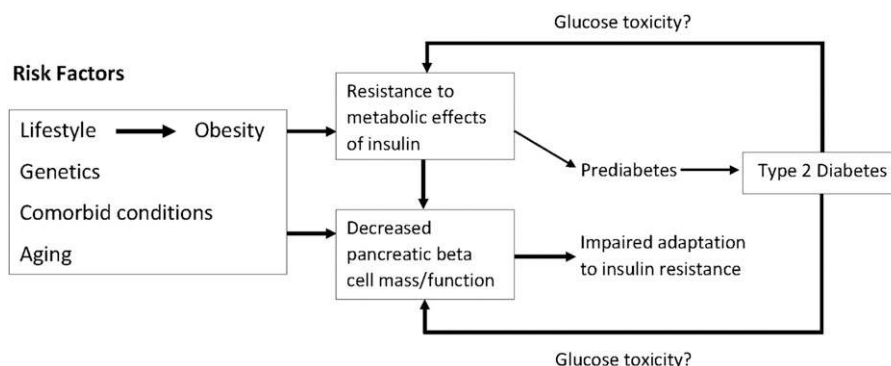 Glucose toxicity?
Risk Factors
Lifestyle
Obesity
Genetics
Comorbid conditions
Aging
Resistance to
metabolic effects
of insulin
Prediabetes
Type 2 Diabetes
Decreased
pancreatic beta
cell mass/function
Impaired adaptation
to insulin resistance
Glucose toxicity?